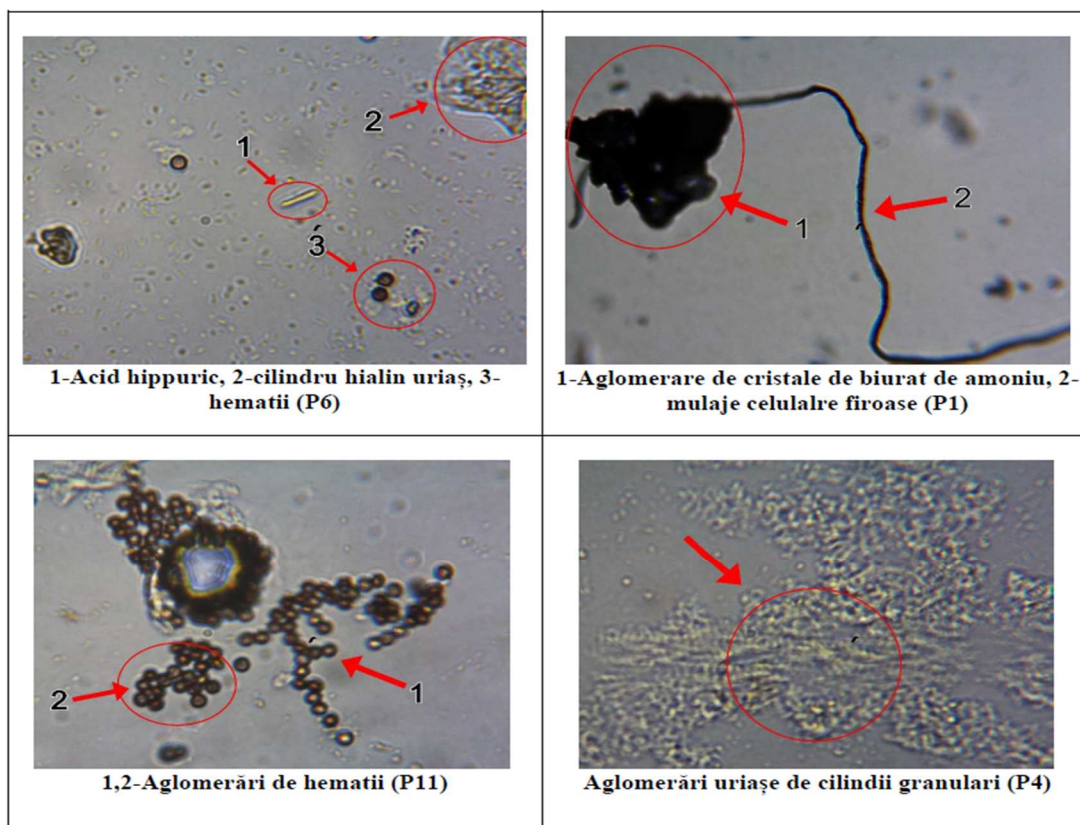 1
2
3
1-Acid hippuric, 2-cilindru hialin uriaș, 3-
hematii (P6)
1
2
1-Aglomerare de cristale de biurat de amoniu, 2-
mulaje celulalre firoase (P1)
2
1
1,2-Aglomerări de hematii (P11)
Aglomerări uriașe de cilindii granulari (P4)